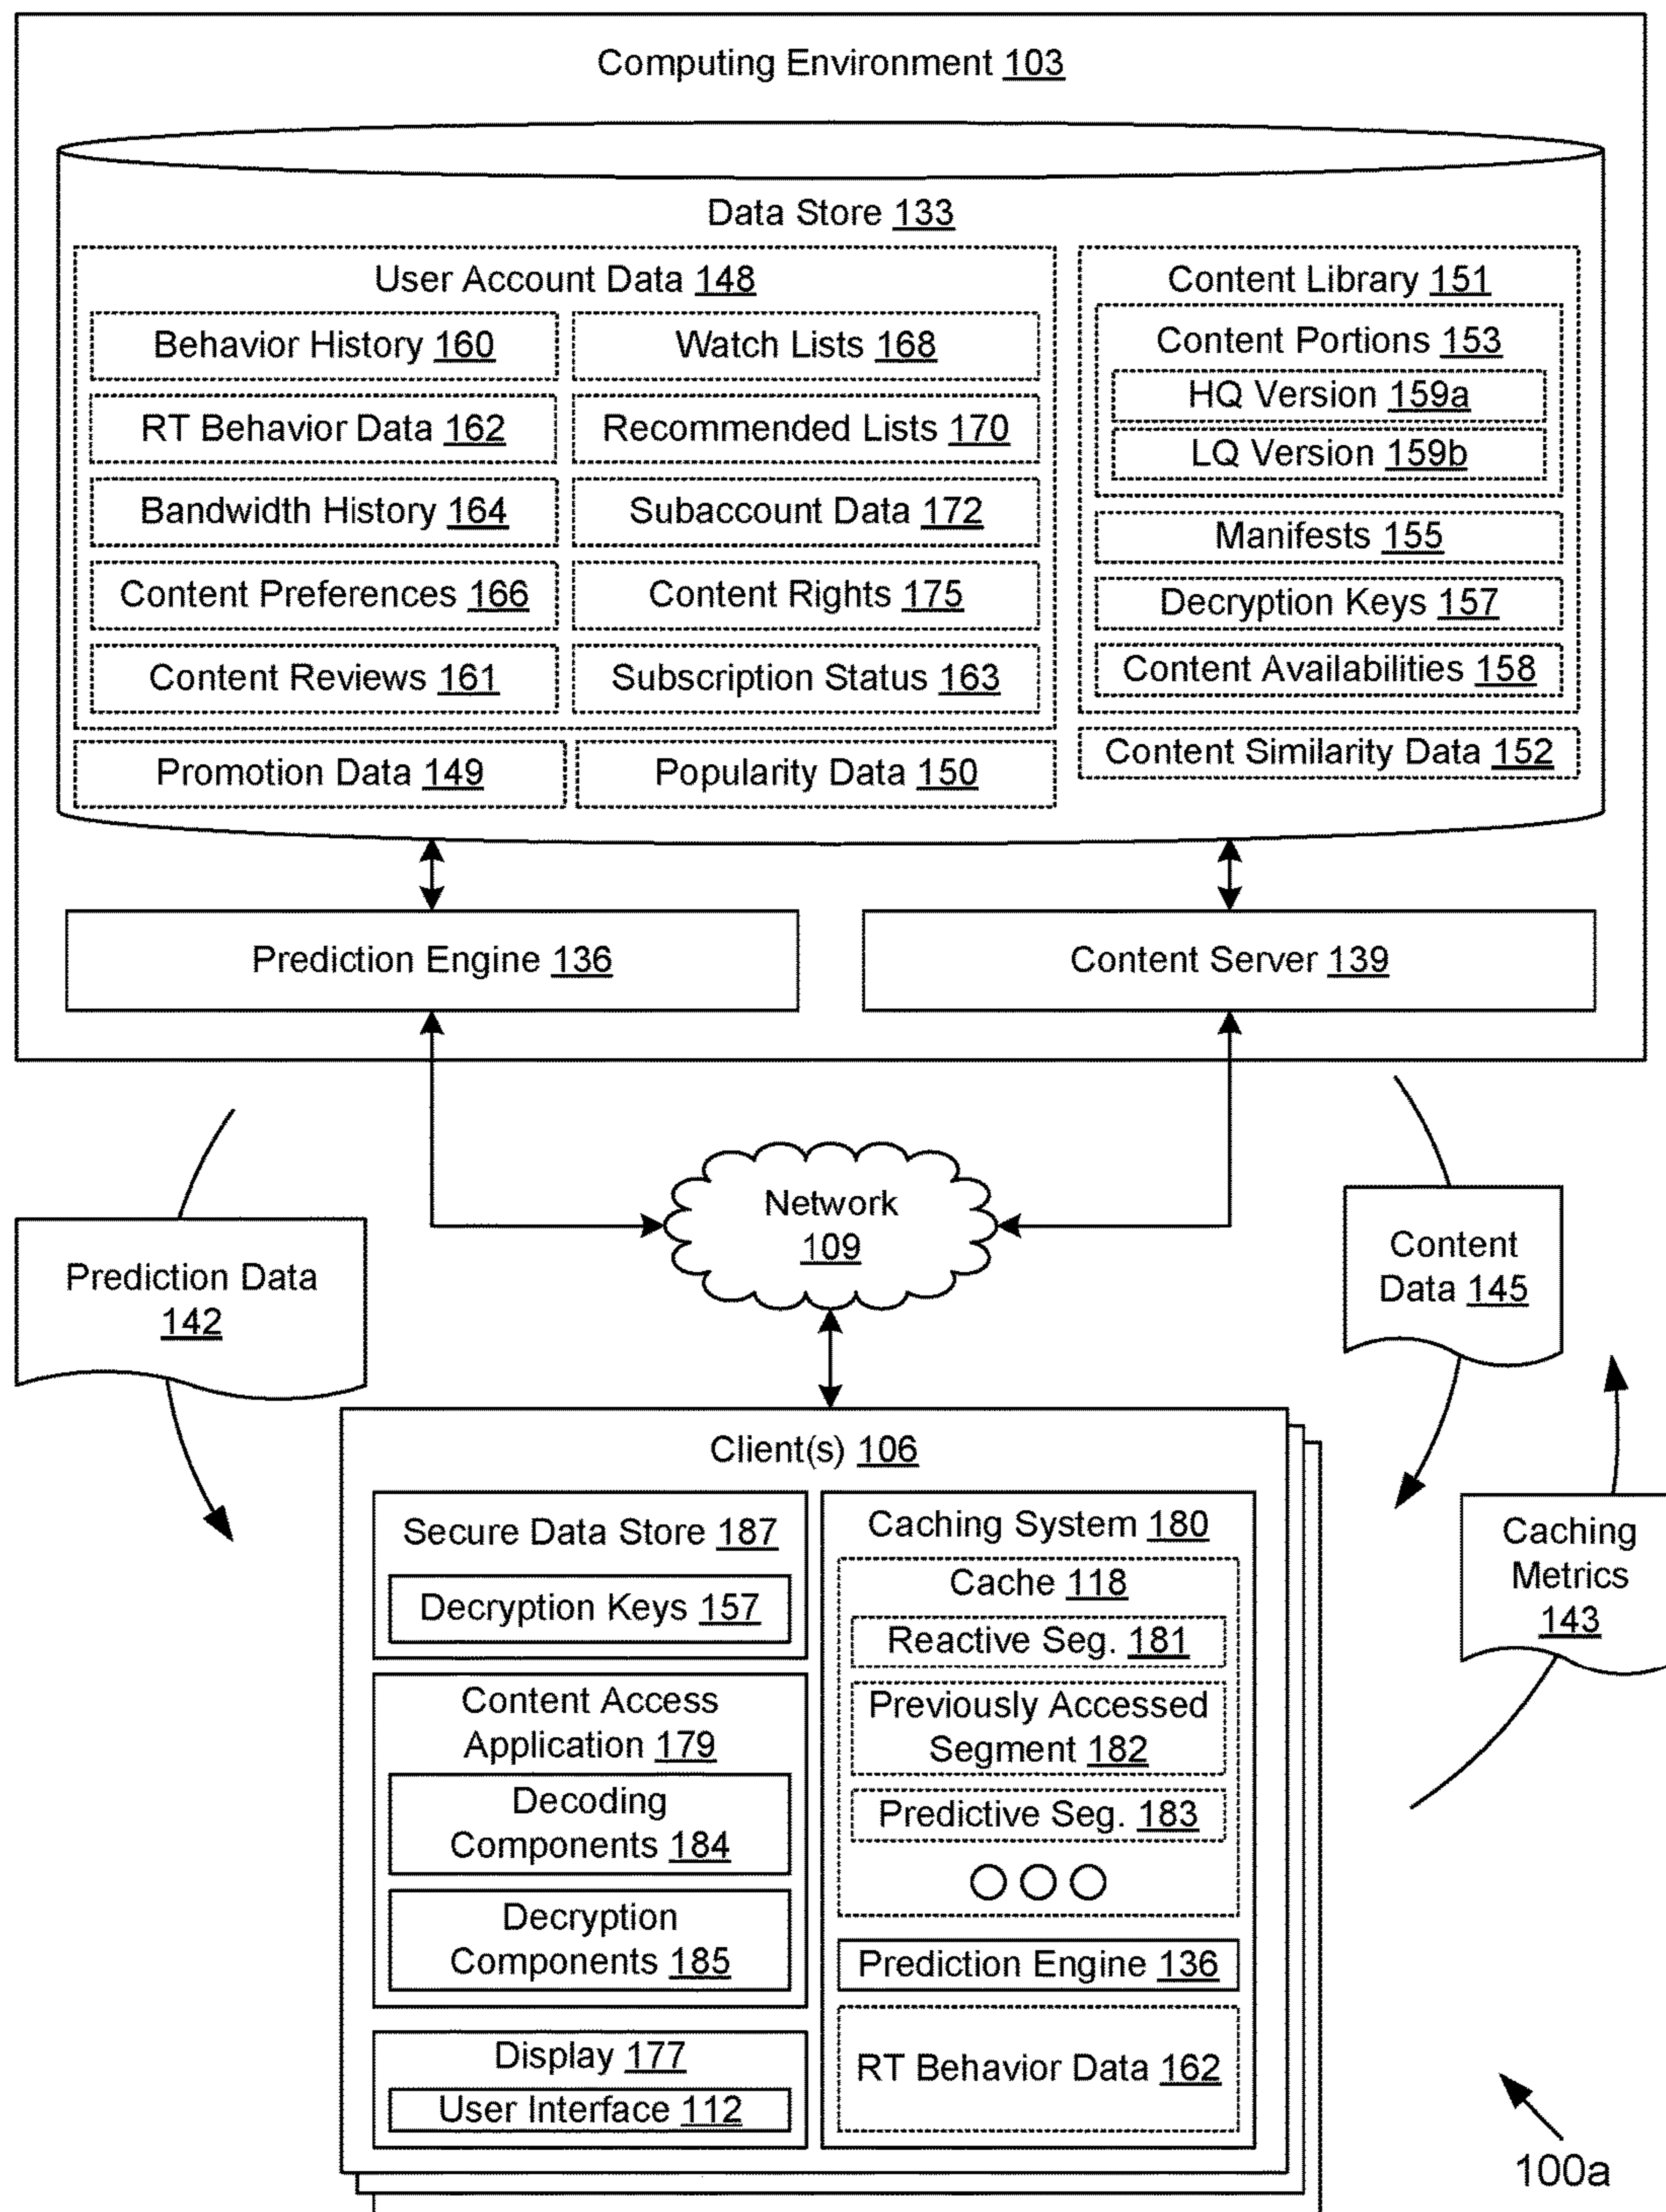 Computing Environment 103
Data Store 133
User Account Data 148
Behavior History 160
Watch Lists 168
RT Behavior Data 162
Recommended Lists 170
Bandwidth History 164
Subaccount Data 172
Content Preferences 166
Content Rights 175
Content Reviews 161
Subscription Status 163
Promotion Data 149
Popularity Data 150
Content Library 151
Content Portions 153
HQ Version 159a
LQ Version 159b
Manifests 155
Decryption Keys 157
Content Availabilities 158
Content Similarity Data 152
Prediction Engine 136
Content Server 139
Network
109
Prediction Data
142
Content
Data 145
Caching
Metrics
143
Client(s) 106
Secure Data Store 187
Decryption Keys 157
Content Access
Application 179
Decoding
Components 184
Decryption
Components 185
Display 177
User Interface 112
Caching System 180
Cache 118
Reactive Seg. 181
Previously Accessed
Segment 182
Predictive Seg. 183
Prediction Engine 136
RT Behavior Data 162
100a